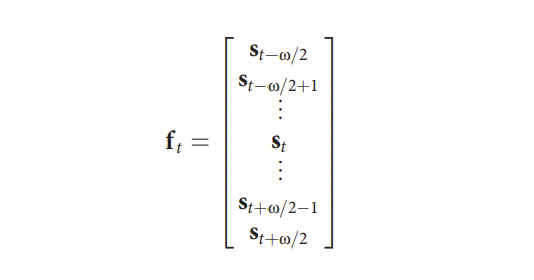 𝐬_{t−ω/2}
𝐬_{t−ω/2+1}
⋮
𝐟_t = 𝐬_t
⋮
𝐬_{t+ω/2−1}
𝐬_{t+ω/2}